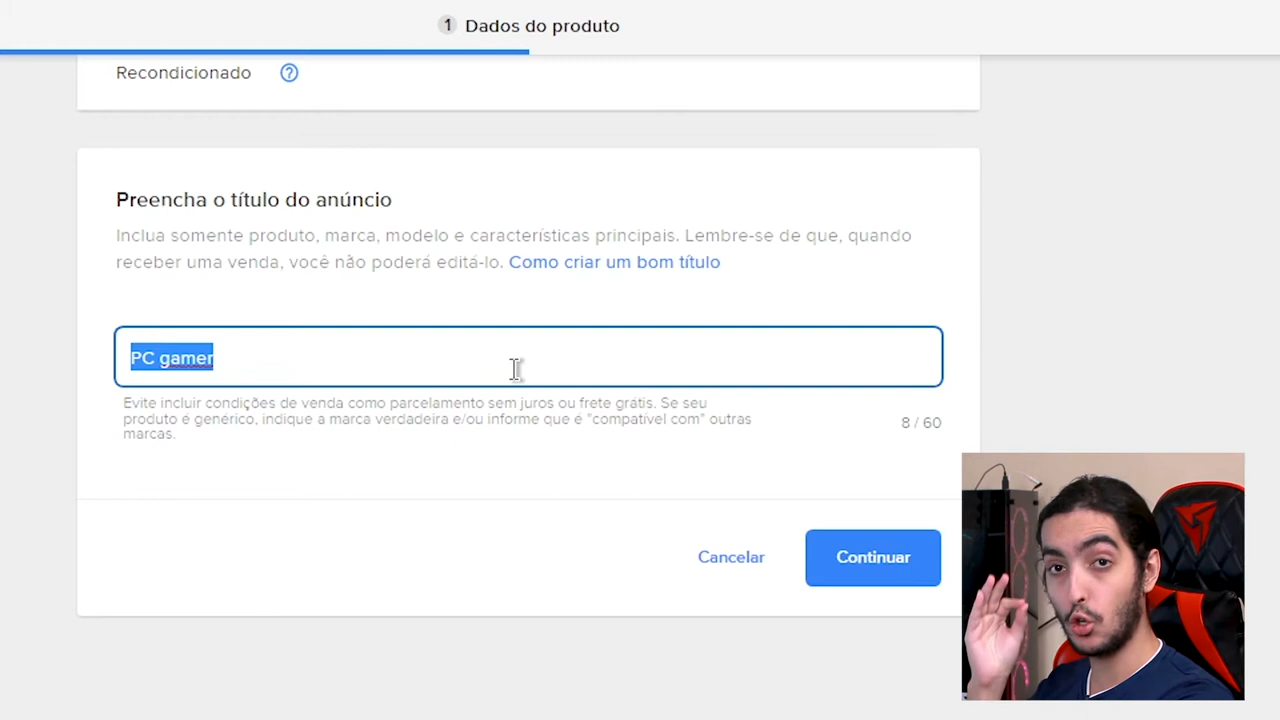 1 Dados do produto
Recondicionado ?
Preencha o título do anúncio
Inclua somente produto, marca, modelo e características principais. Lembre-se de que, quando
receber uma venda, você não poderá editá-lo. Como criar um bom título
PC gamer
Evite incluir condições de venda como parcelamento sem juros ou frete grátis. Se seu
produto é genérico, indique a marca verdadeira e/ou informe que é "compatível com" outras
marcas.
8 / 60
Cancelar Continuar